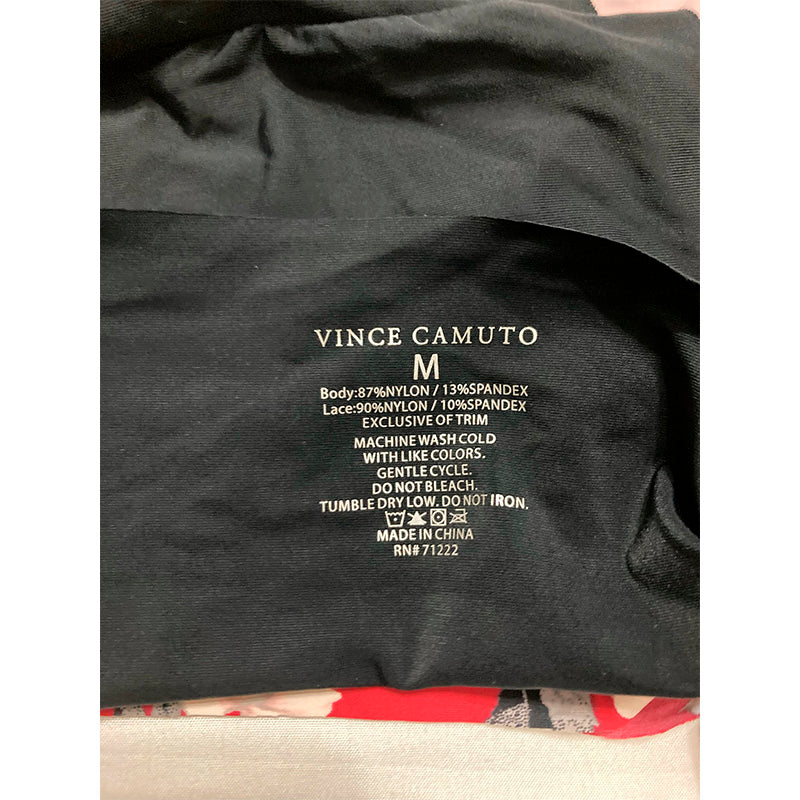 VINCE CAMUTO
M
Body:87%NYLON / 13%SPANDEX
Lace:90%NYLON / 10%SPANDEX
EXCLUSIVE OF TRIM
MACHINE WASH COLD
WITH LIKE COLORS.
GENTLE CYCLE.
DO NOT BLEACH.
TUMBLE DRY LOW. DO NOT IRON.
MADE IN CHINA
RN# 71222